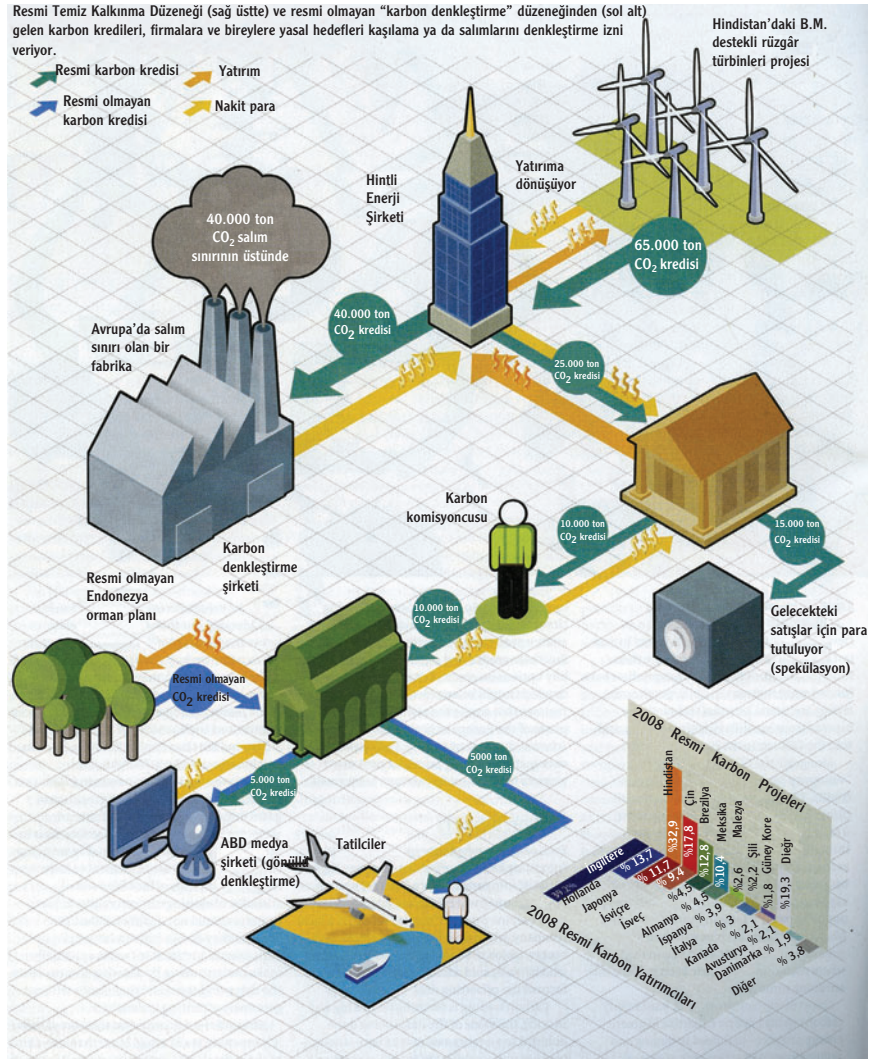 Resmi Temiz Kalkınma Düzeneği (sağ üstte) ve resmi olmayan “karbon denkleştirme” düzeneğinden (sol alt)
gelen karbon kredileri, firmalara ve bireylere yasal hedefleri kaşılama ya da salımlarını denkleştirme izni
veriyor.
Resmi karbon kredisi
Yatırım
Resmi olmayan
karbon kredisi
Nakit para
Hindistan’daki B.M.
destekli rüzgâr
türbinleri projesi
Hintli
Enerji
Şirketi
Yatırıma
dönüşüyor
40.000 ton
CO2 salım
sınırının üstünde
65.000 ton
CO2 kredisi
40.000 ton
CO2 kredisi
Avrupa’da salım
sınırı olan bir
fabrika
25.000 ton
CO2 kredisi
Karbon
komisyoncusu
10.000 ton
CO2 kredisi
15.000 ton
CO2 kredisi
Karbon
denkleştirme
şirketi
Resmi olmayan
Endonezya
orman planı
10.000 ton
CO2 kredisi
Gelecekteki
satışlar için para
tutuluyor
(spekülasyon)
Resmi olmayan
CO2 kredisi
5.000 ton
CO2 kredisi
5000 ton
CO2 kredisi
ABD medya
şirketi (gönüllü
denkleştirme)
Tatilciler
2008 Resmi Karbon Projeleri
Hindistan %32,9
Çin %17,8
Brezilya %12,8
Meksika %10,4
Malezya %2,6
Şili %2,2
Güney Kore %1,8
Dieğr %19,3
İngiltere
Hollanda % 13,7
Japonya % 11,7
İsviçre % 9,4
İsveç %4,5
Almanya % 4,5
İspanya % 3,9
İtalya % 3
Kanada % 2,1
Avusturya % 2,1
Danimarka % 1,9
Diğer % 3,8
2008 Resmi Karbon Yatırımcıları